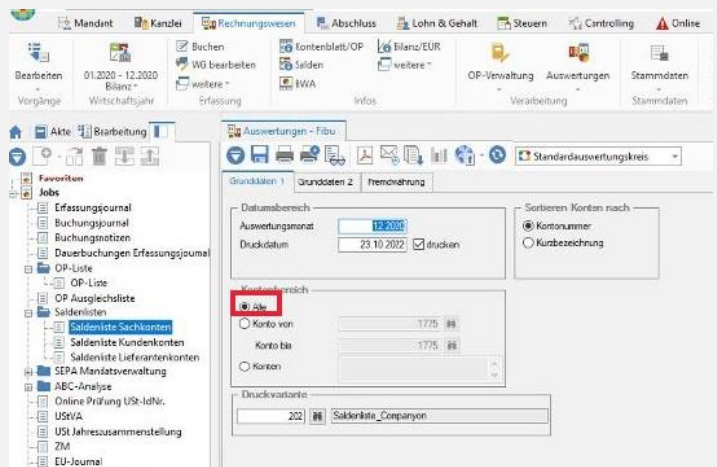 Mandant Kanzlei Rechnungswesen Abschluss Lohn & Gehalt Steuern Controlling Online
Buchen Kontenblatt/OP Bilanz/EÜR
WG bearbeiten Salden weitere
Bearbeiten 01.2020 - 12.2020 OP-Verwaltung Auswertungen Stammdaten
Bilanz weitere BWA
Vorgänge Wirtschaftsjahr Erfassung Infos Verarbeitung Stammdaten
Akte Bearbeitung Auswertungen - Fibu
Standardauswertungskreis
Favoriten
Jobs
Erfassungsjournal
Buchungsjournal
Buchungsnotizen
Dauerbuchungen Erfassungsjournal
OP-Liste
OP-Liste
OP Ausgleichsliste
Saldenlisten
Saldenliste Sachkonten
Saldenliste Kundenkonten
Saldenliste Lieferantenkonten
SEPA Mandatsverwaltung
ABC-Analyse
Online Prüfung USt-IdNr.
UStVA
USt Jahreszusammenstellung
ZM
EU-Journal
Grunddaten 1 Grunddaten 2 Fremdwährung
Datumsbereich
Auswertungsmonat 12.2020
Druckdatum 23.10.2022 drucken
Sortieren Konten nach
Kontonummer
Kurzbezeichnung
Kontenbereich
Alle
Konto von 1775
Konto bis 1775
Konten
Druckvariante
202 Saldenliste_Companyon